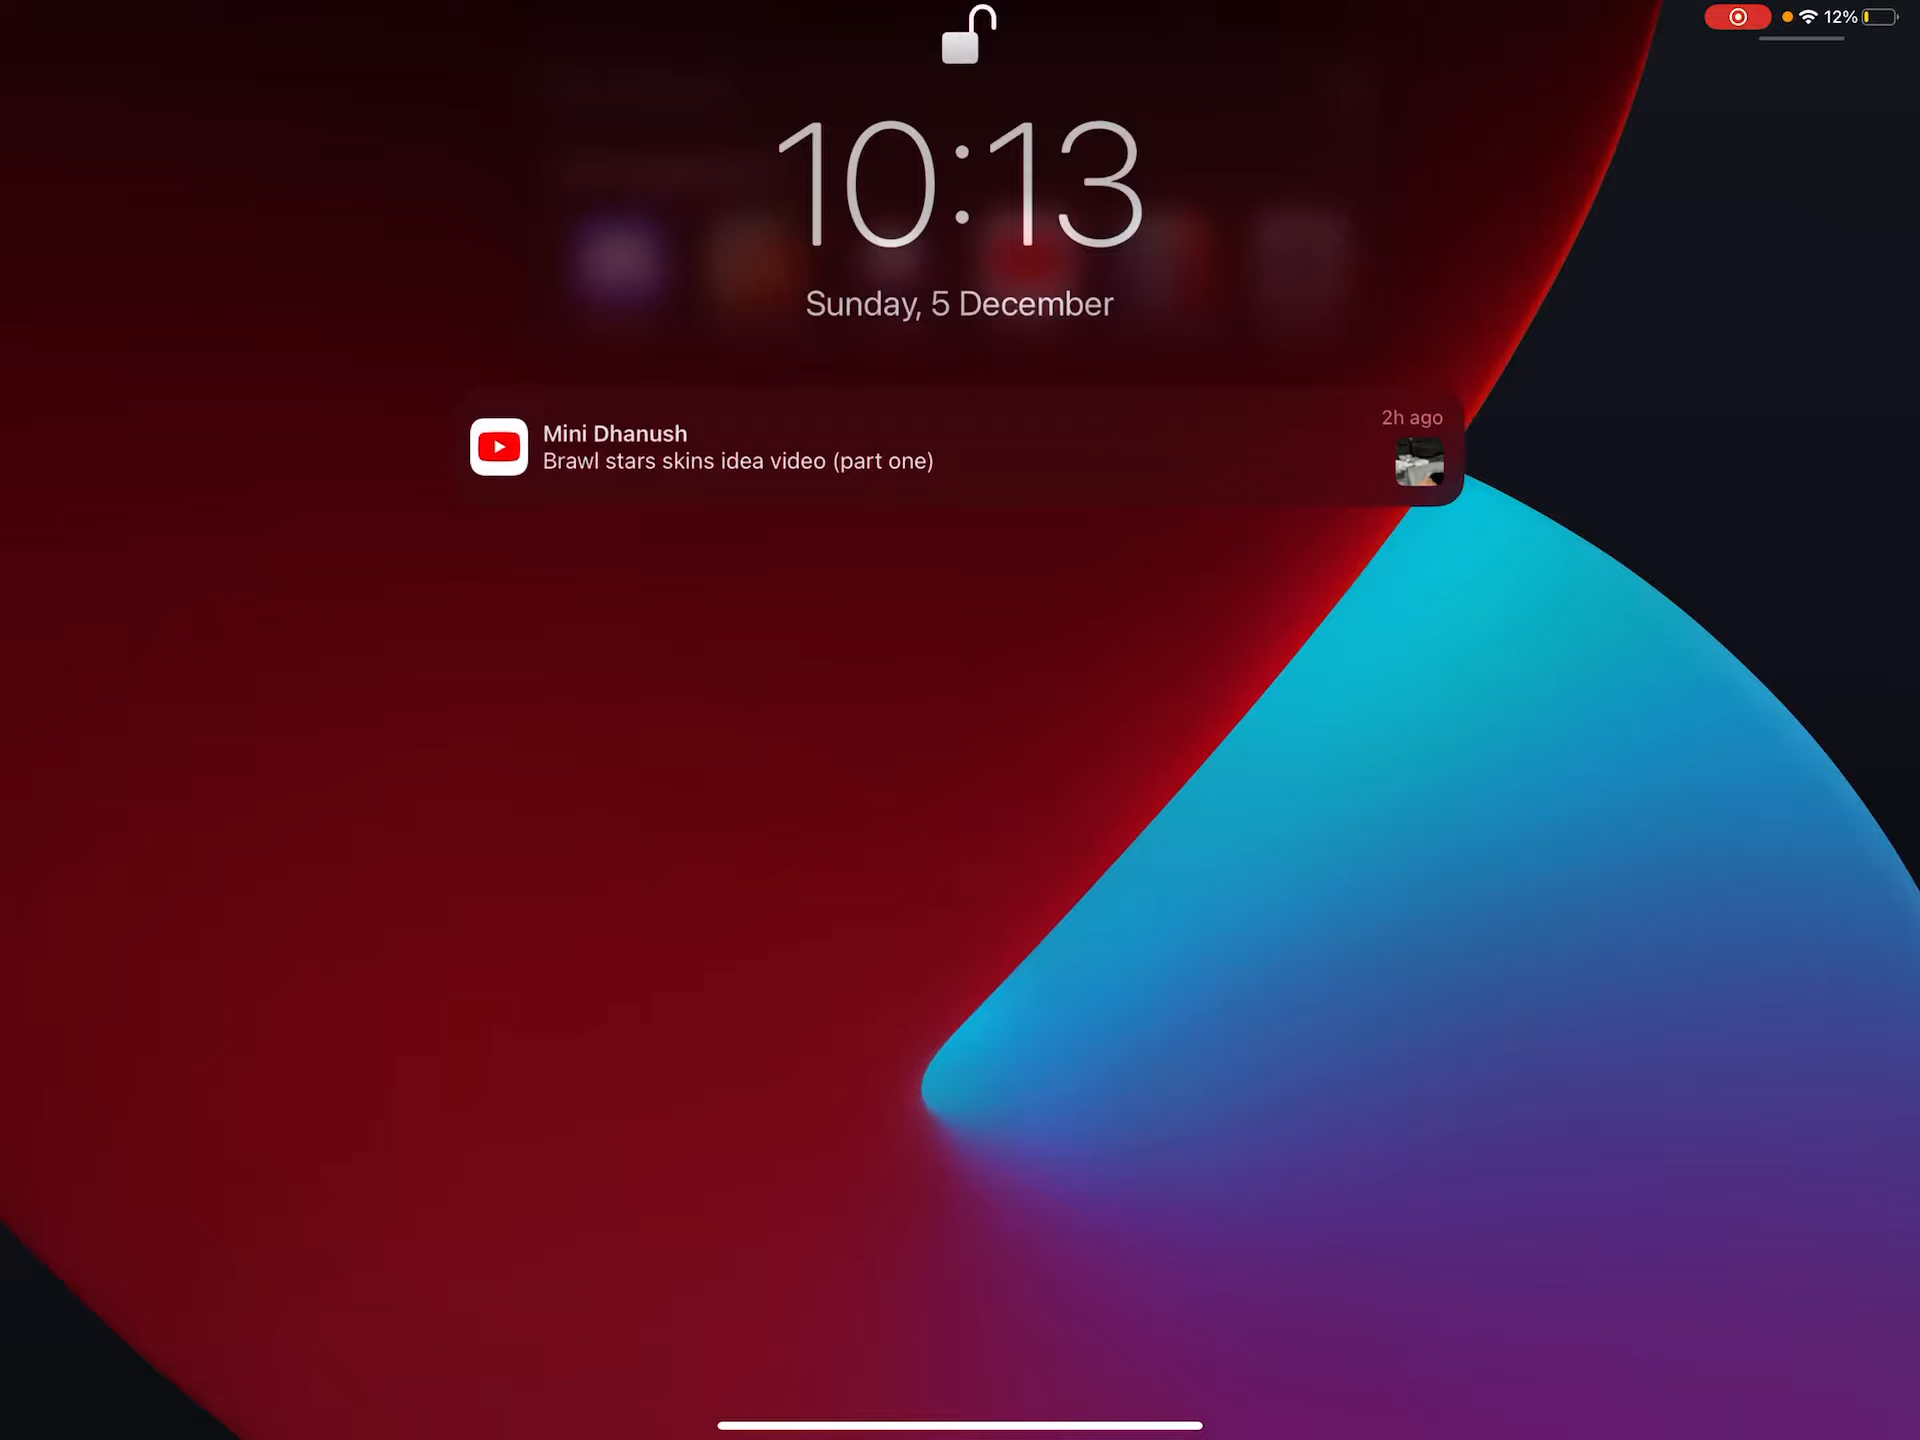 12%
10:13
Sunday, 5 December
2h ago
Mini Dhanush
Brawl stars skins idea video (part one)